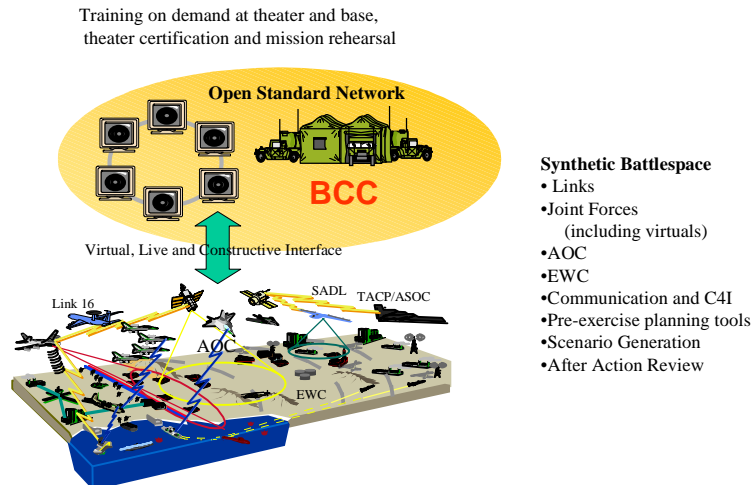 Training on demand at theater and base,
theater certification and mission rehearsal
Open Standard Network
BCC
Virtual, Live and Constructive Interface
SADL
TACP/ASOC
Link 16
AOC
EWC
Synthetic Battlespace
• Links
•Joint Forces
(including virtuals)
•AOC
•EWC
•Communication and C4I
•Pre-exercise planning tools
•Scenario Generation
•After Action Review